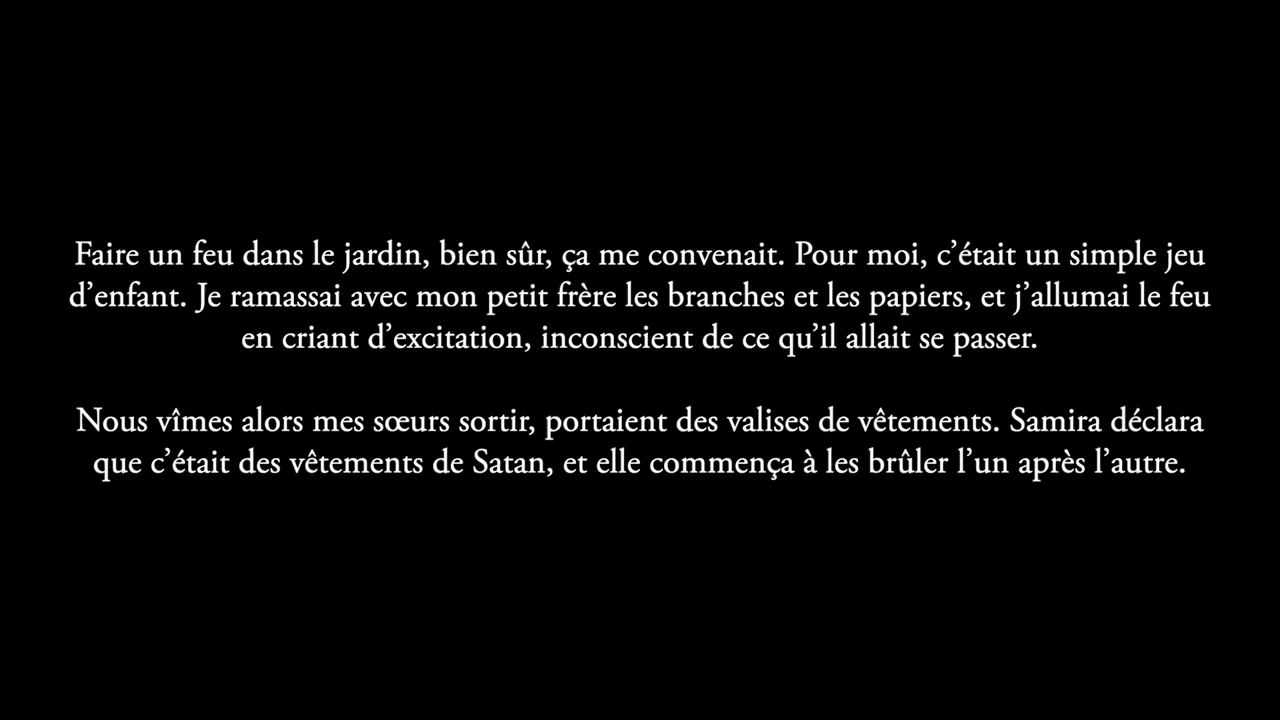 Faire un feu dans le jardin, bien sûr, ça me convenait. Pour moi, c’était un simple jeu
d’enfant. Je ramassai avec mon petit frère les branches et les papiers, et j’allumai le feu
en criant d’excitation, inconscient de ce qu’il allait se passer.
Nous vîmes alors mes sœurs sortir, portaient des valises de vêtements. Samira déclara
que c’était des vêtements de Satan, et elle commença à les brûler l’un après l’autre.